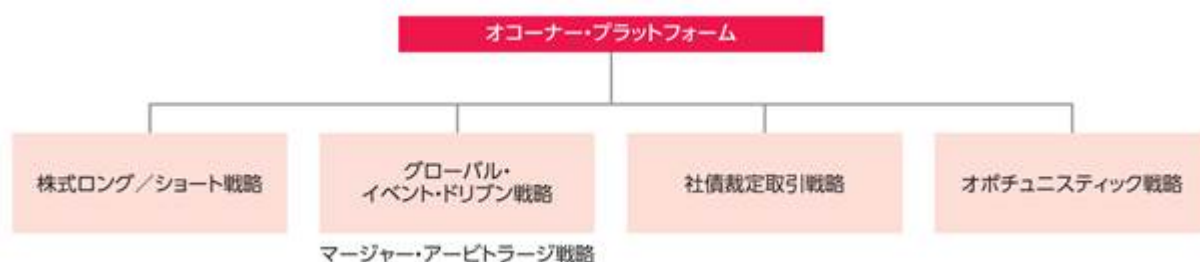 オコーナー・プラットフォーム
株式ロング／ショート戦略
グローバル・
イベント・ドリブン戦略
社債裁定取引戦略
オポチュニスティック戦略
マージャー・アービトラージ戦略